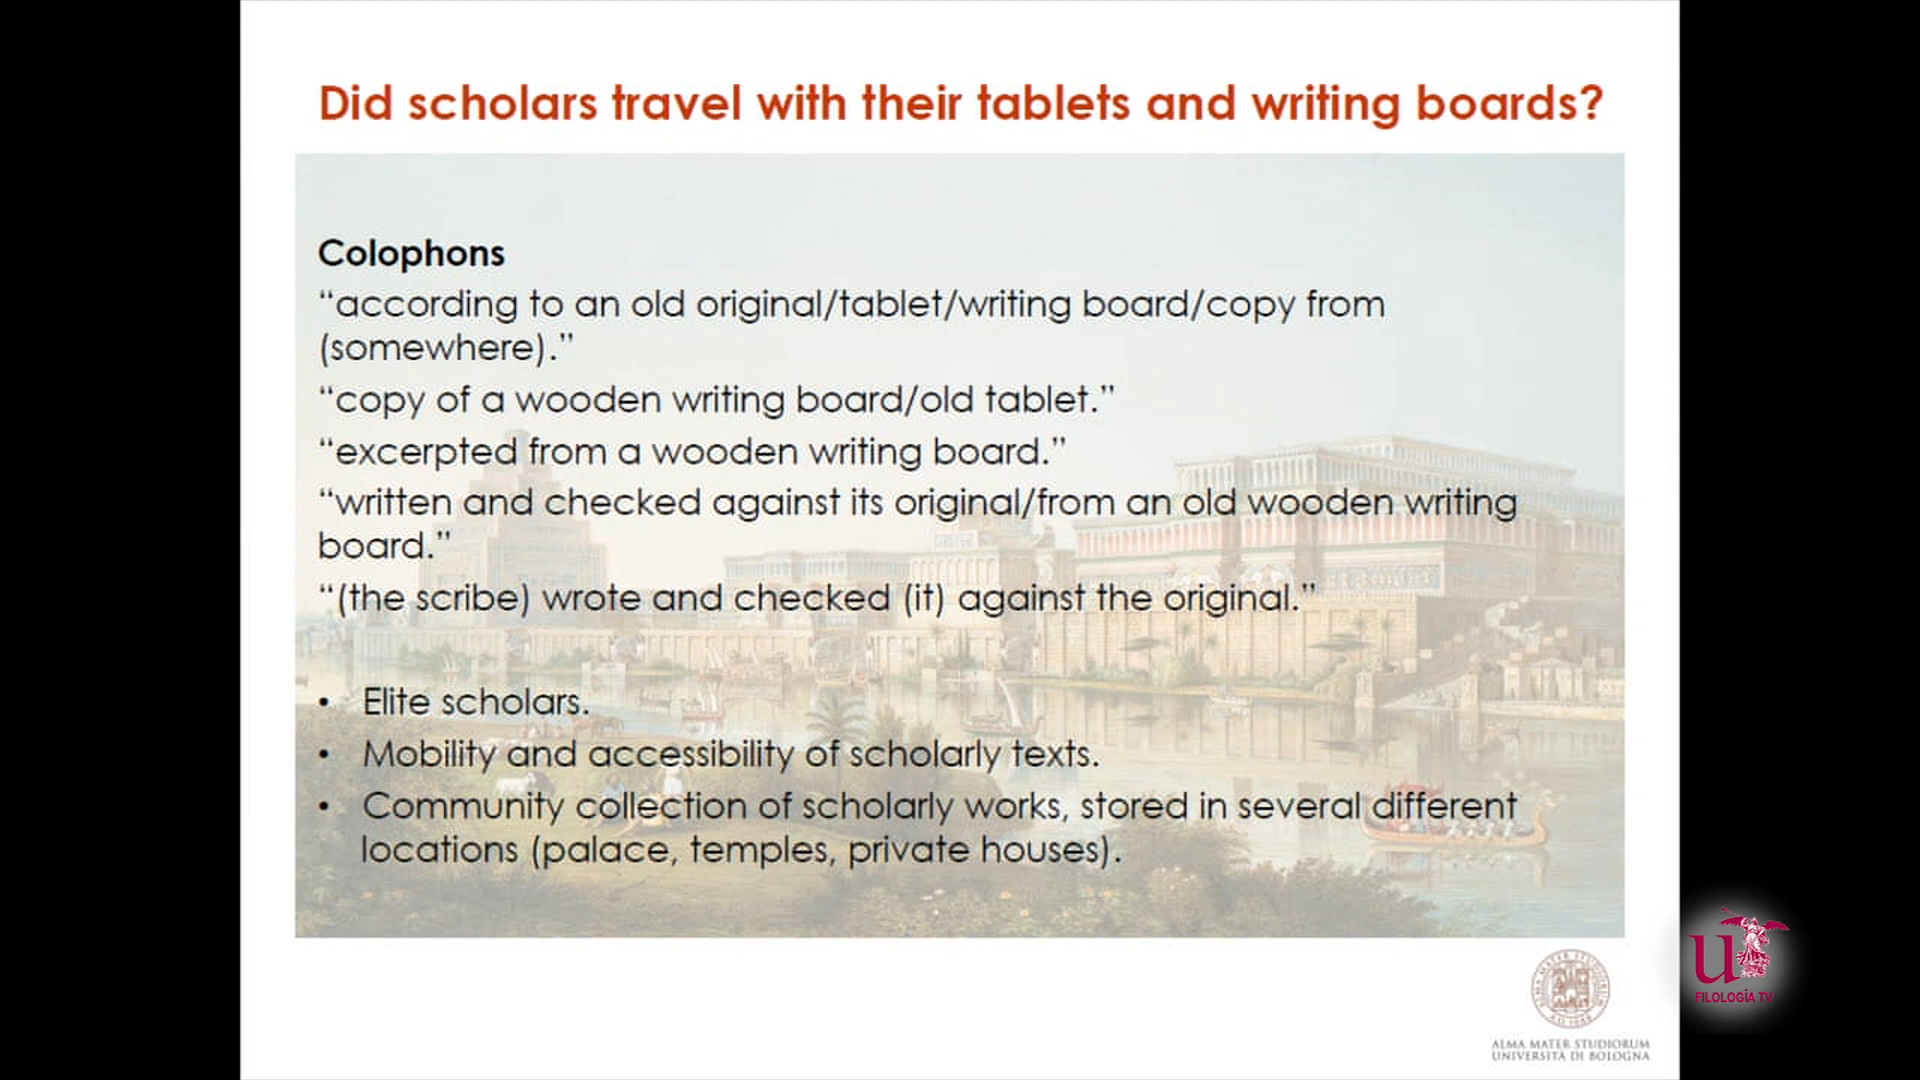 Did scholars travel with their tablets and writing boards?
Colophons
“according to an old original/tablet/writing board/copy from
(somewhere).”
“copy of a wooden writing board/old tablet.”
“excerpted from a wooden writing board.”
“written and checked against its original/from an old wooden writing
board.”
“(the scribe) wrote and checked (it) against the original.”
• Elite scholars.
• Mobility and accessibility of scholarly texts.
• Community collection of scholarly works, stored in several different
locations (palace, temples, private houses).
ALMA MATER STUDIORUM
UNIVERSITÀ DI BOLOGNA
u
FILOLOGÍA TV